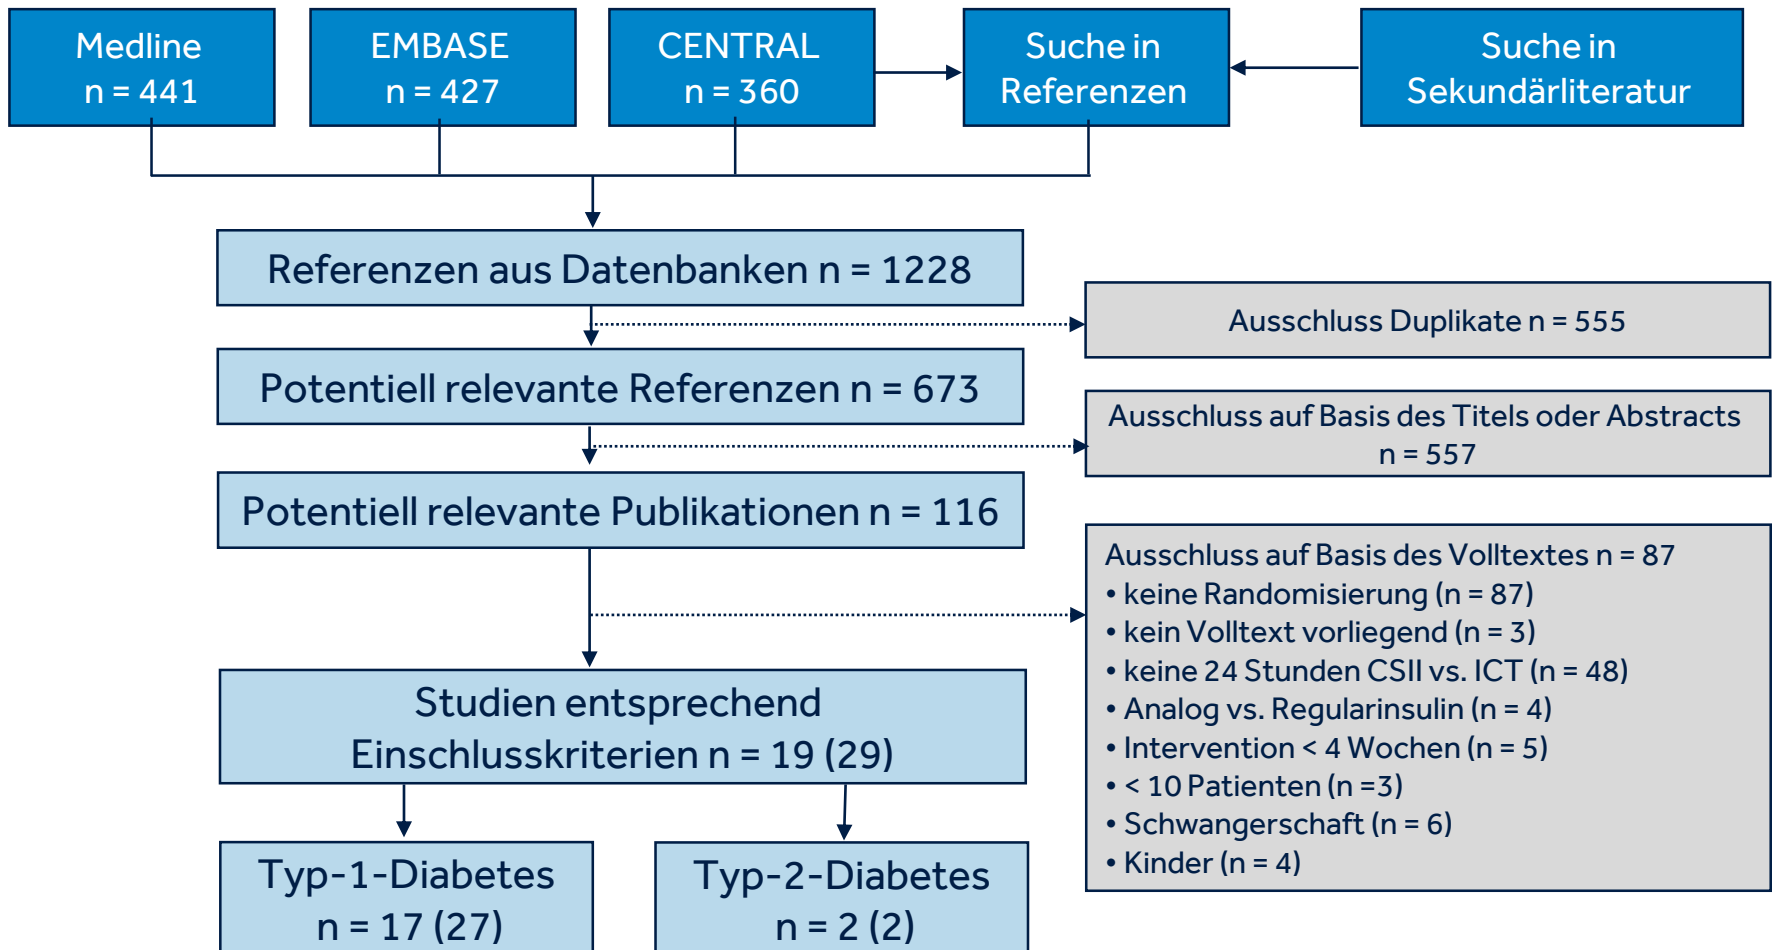 Medline
n = 441
EMBASE
n = 427
CENTRAL
n = 360
Suche in
Referenzen
Suche in
Sekundärliteratur
Referenzen aus Datenbanken n = 1228
Ausschluss Duplikate n = 555
Potentiell relevante Referenzen n = 673
Ausschluss auf Basis des Titels oder Abstracts
n = 557
Potentiell relevante Publikationen n = 116
Ausschluss auf Basis des Volltextes n = 87
• keine Randomisierung (n = 87)
• kein Volltext vorliegend (n = 3)
• keine 24 Stunden CSII vs. ICT (n = 48)
• Analog vs. Regularinsulin (n = 4)
• Intervention < 4 Wochen (n = 5)
• < 10 Patienten (n =3)
• Schwangerschaft (n = 6)
• Kinder (n = 4)
Studien entsprechend
Einschlusskriterien n = 19 (29)
Typ-1-Diabetes
n = 17 (27)
Typ-2-Diabetes
n = 2 (2)